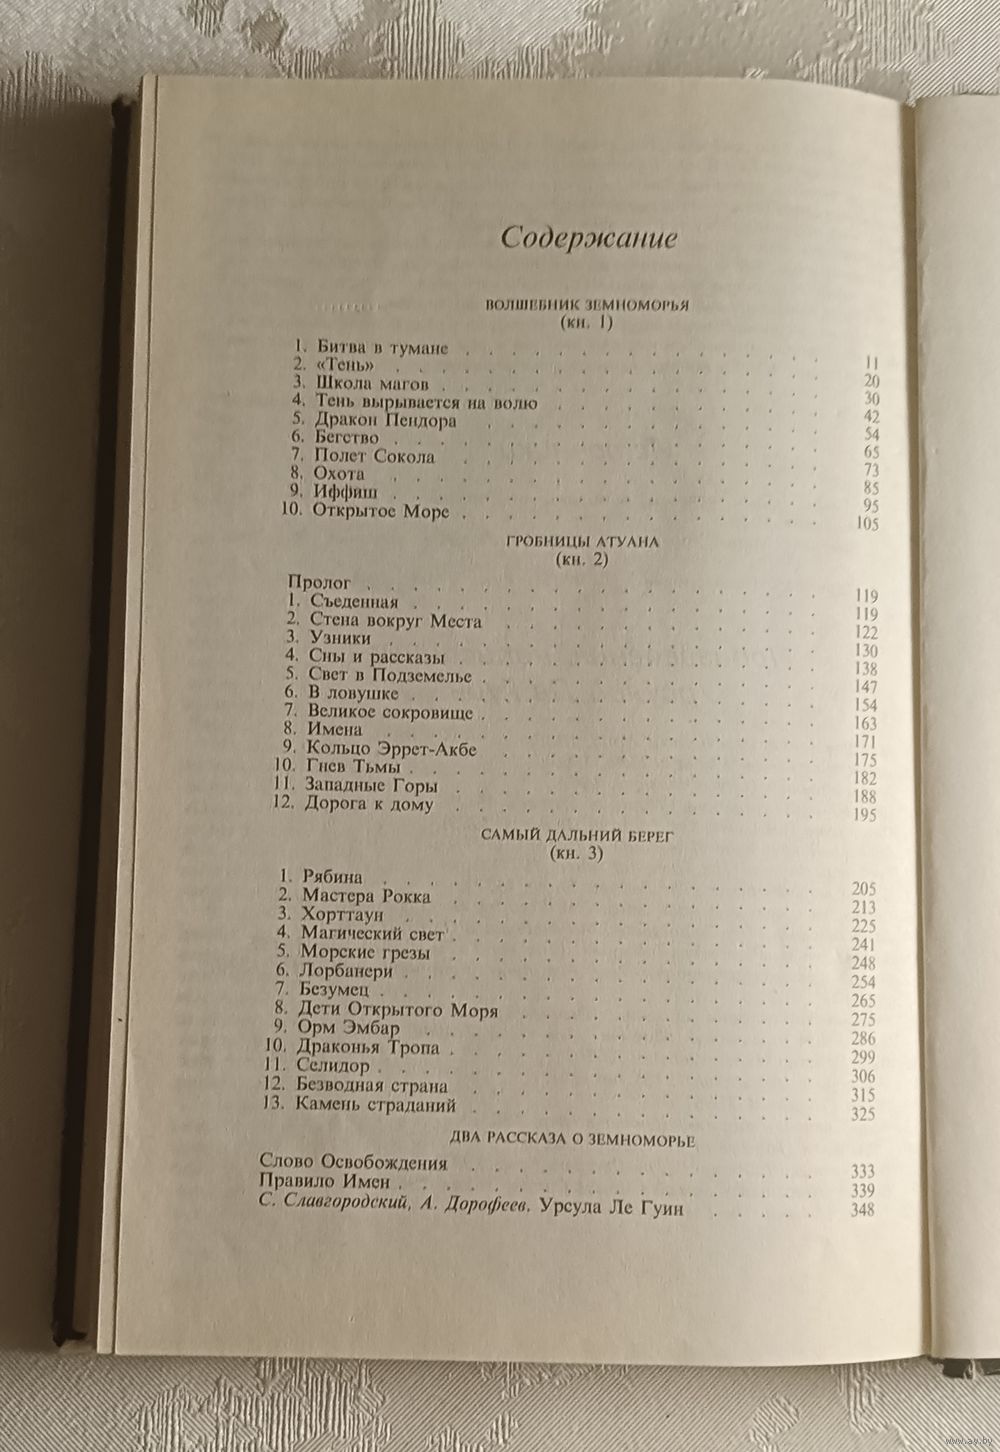 Содержание
ВОЛШЕБНИК ЗЕМНОМОРЬЯ
(кн. 1)
1. Битва в тумане . . . . . . . . . . . . . . . 11
2. «Тень» . . . . . . . . . . . . . . . 20
3. Школа магов . . . . . . . . . . . . . . . 30
4. Тень вырывается на волю . . . . . . . . . . . 42
5. Дракон Пендора . . . . . . . . . . . . . . 54
6. Бегство . . . . . . . . . . . . . . . 65
7. Полет Сокола . . . . . . . . . . . . . . 73
8. Охота . . . . . . . . . . . . . . . 85
9. Иффиш . . . . . . . . . . . . . . . 95
10. Открытое Море . . . . . . . . . . . . . . 105
ГРОБНИЦЫ АТУАНА
(кн. 2)
Пролог . . . . . . . . . . . . . . . 119
1. Съеденная . . . . . . . . . . . . . . . 119
2. Стена вокруг Места . . . . . . . . . . . . . 122
3. Узники . . . . . . . . . . . . . . . 130
4. Сны и рассказы . . . . . . . . . . . . . . 138
5. Свет в Подземелье . . . . . . . . . . . . . 147
6. В ловушке . . . . . . . . . . . . . . . 154
7. Великое сокровище . . . . . . . . . . . . . 163
8. Имена . . . . . . . . . . . . . . . 171
9. Кольцо Эррет-Акбе . . . . . . . . . . . . . 175
10. Гнев Тьмы . . . . . . . . . . . . . . . 182
11. Западные Горы . . . . . . . . . . . . . . 188
12. Дорога к дому . . . . . . . . . . . . . . 195
САМЫЙ ДАЛЬНИЙ БЕРЕГ
(кн. 3)
1. Рябина . . . . . . . . . . . . . . . 205
2. Мастера Рокка . . . . . . . . . . . . . . 213
3. Хорттаун . . . . . . . . . . . . . . . 225
4. Магический свет . . . . . . . . . . . . . . 241
5. Морские грезы . . . . . . . . . . . . . . 248
6. Лорбанери . . . . . . . . . . . . . . . 254
7. Безумец . . . . . . . . . . . . . . . 265
8. Дети Открытого Моря . . . . . . . . . . . . 275
9. Орм Эмбар . . . . . . . . . . . . . . . 286
10. Драконья Тропа . . . . . . . . . . . . . . 299
11. Селидор . . . . . . . . . . . . . . . 306
12. Безводная страна . . . . . . . . . . . . . . 315
13. Камень страданий . . . . . . . . . . . . . . 325
ДВА РАССКАЗА О ЗЕМНОМОРЬЕ
Слово Освобождения . . . . . . . . . . . . . . 333
Правило Имен . . . . . . . . . . . . . . . 339
С. Славгородский, А. Дорофеев. Урсула Ле Гуин . . . . . 348
www.ay.by